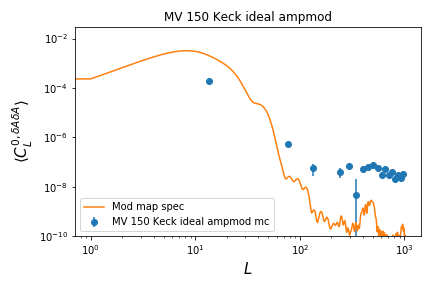 MV 150 Keck ideal ampmod
10⁻²
10⁻⁴
10⁻⁶
10⁻⁸
10⁻¹⁰
⟨C_L^{0, δAδA}⟩
Mod map spec
MV 150 Keck ideal ampmod mc
10⁰ 10¹ 10² 10³
L